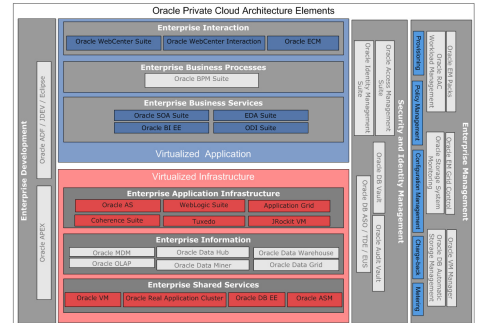 Oracle Private Cloud Architecture Elements
Enterprise Development
Oracle ADF / JDEV / Eclipse
Oracle APEX
Enterprise Interaction
Oracle WebCenter Suite
Oracle WebCenter Interaction
Oracle ECM
Enterprise Business Processes
Oracle BPM Suite
Enterprise Business Services
Oracle SOA Suite
EDA Suite
Oracle BI EE
ODI Suite
Virtualized Application
Virtualized Infrastructure
Enterprise Application Infrastructure
Oracle AS
WebLogic Suite
Application Grid
Coherence Suite
Tuxedo
JRockit VM
Enterprise Information
Oracle MDM
Oracle Data Hub
Oracle Data Warehouse
Oracle OLAP
Oracle Data Miner
Oracle Data Grid
Enterprise Shared Services
Oracle VM
Oracle Real Application Cluster
Oracle DB EE
Oracle ASM
Security and Identity Management
Oracle Access Management
Suite
Oracle Identity Management
Suite
Oracle DB Vault
Oracle DB ASO / TDE / EUS
Oracle Audit Vault
Enterprise Management
Provisioning
Policy Management
Configuration Management
Charge-back
Metering
Oracle EM Packs
Oracle RAC
Workload Management
Oracle EM Grid Control
Oracle Storage System
Monitoring
Oracle VM Manager
Oracle DB Automatic
Storage Management